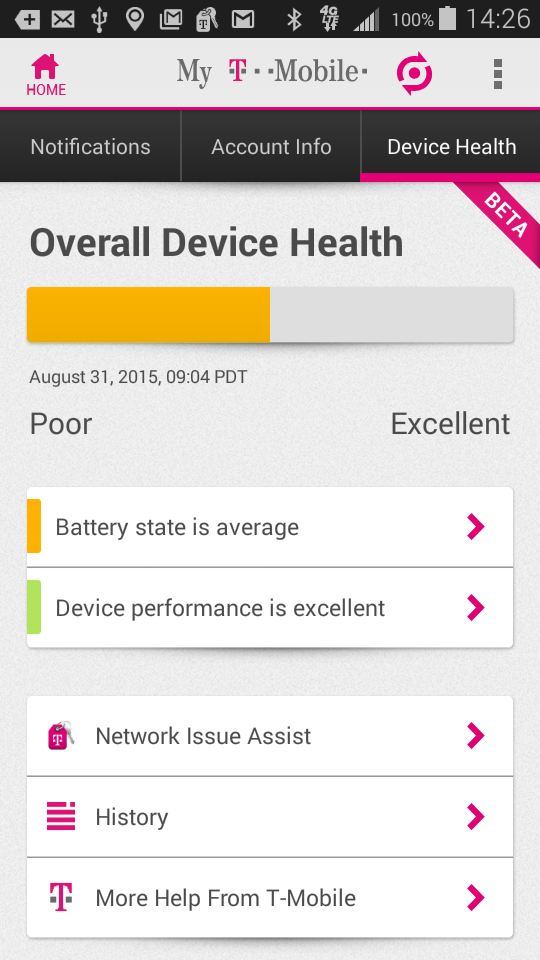 4G LTE 100% 14:26
HOME
My T-Mobile
Notifications Account Info Device Health
BETA
Overall Device Health
August 31, 2015, 09:04 PDT
Poor Excellent
Battery state is average
Device performance is excellent
Network Issue Assist
History
More Help From T-Mobile